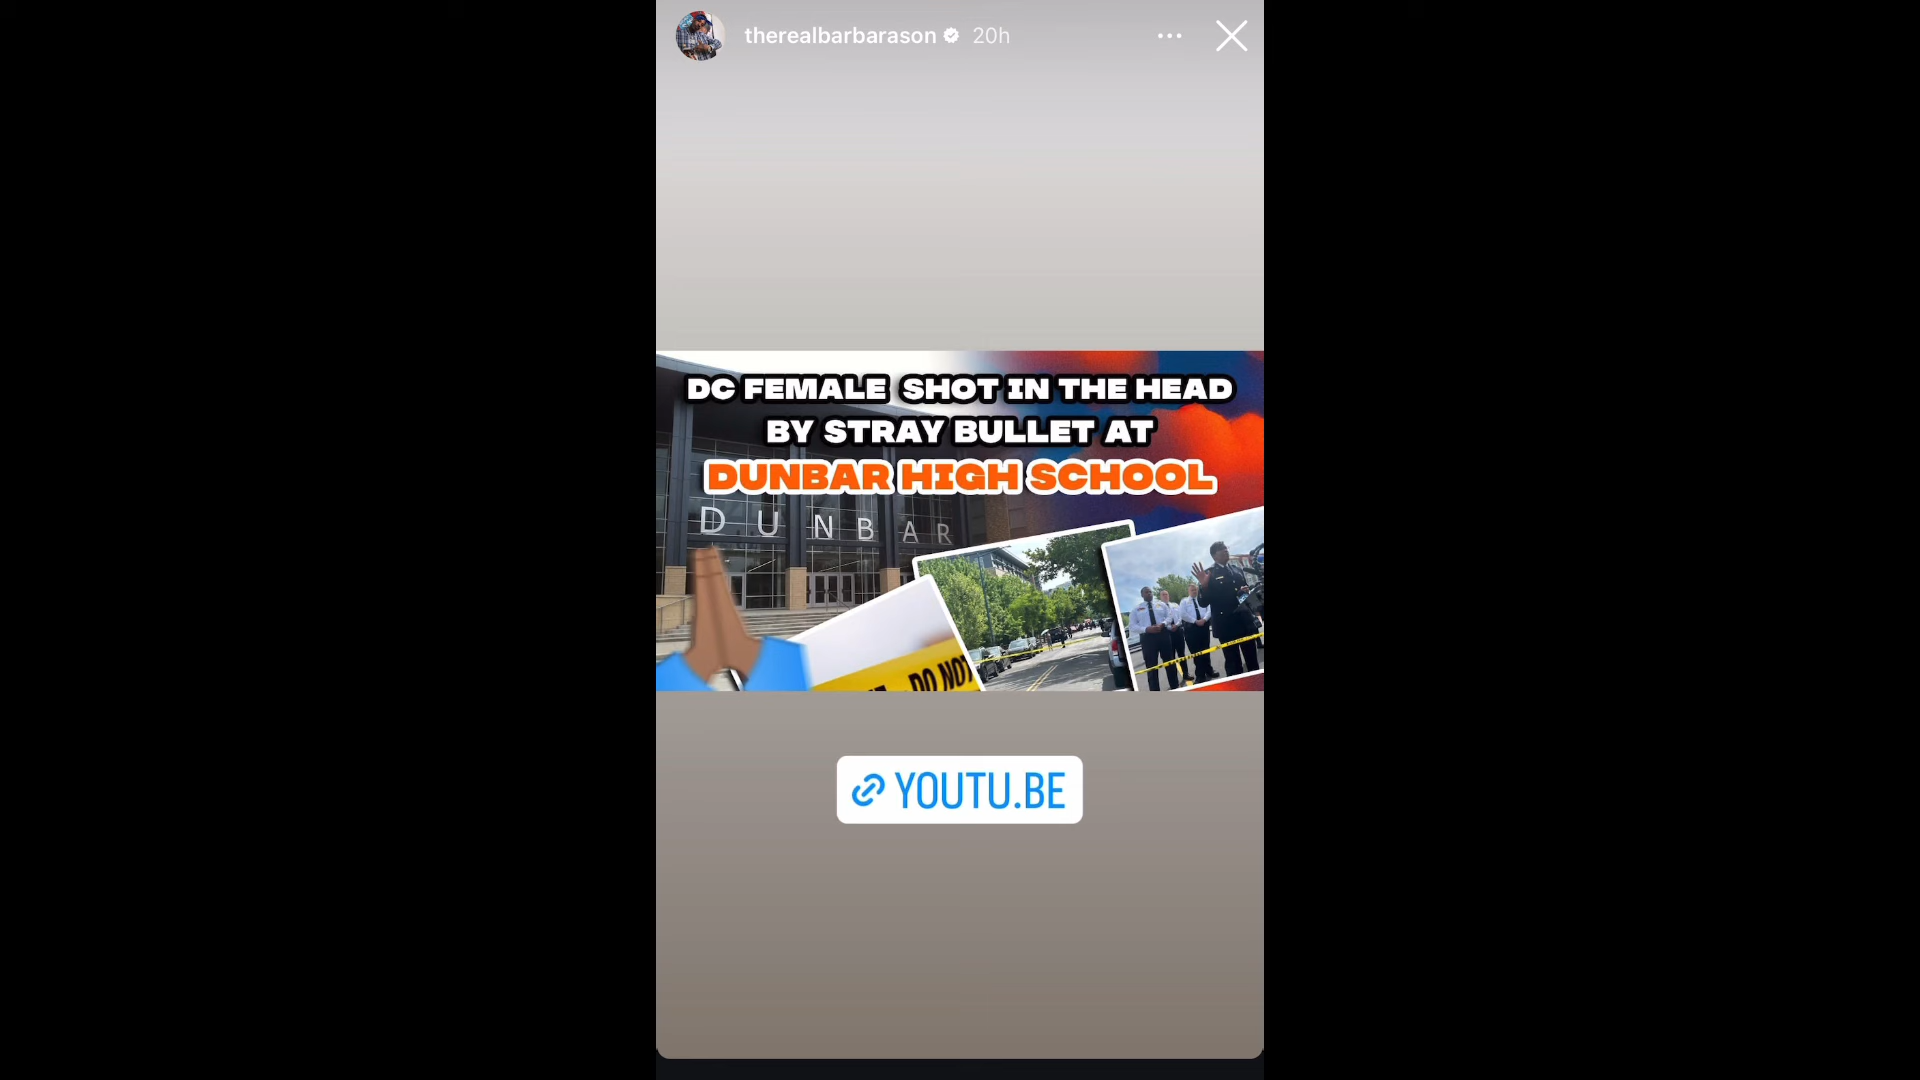 therealbarbarason 20h
DC FEMALE SHOT IN THE HEAD
BY STRAY BULLET AT
DUNBAR HIGH SCHOOL
DUNBAR
DO NOT
YOUTU.BE